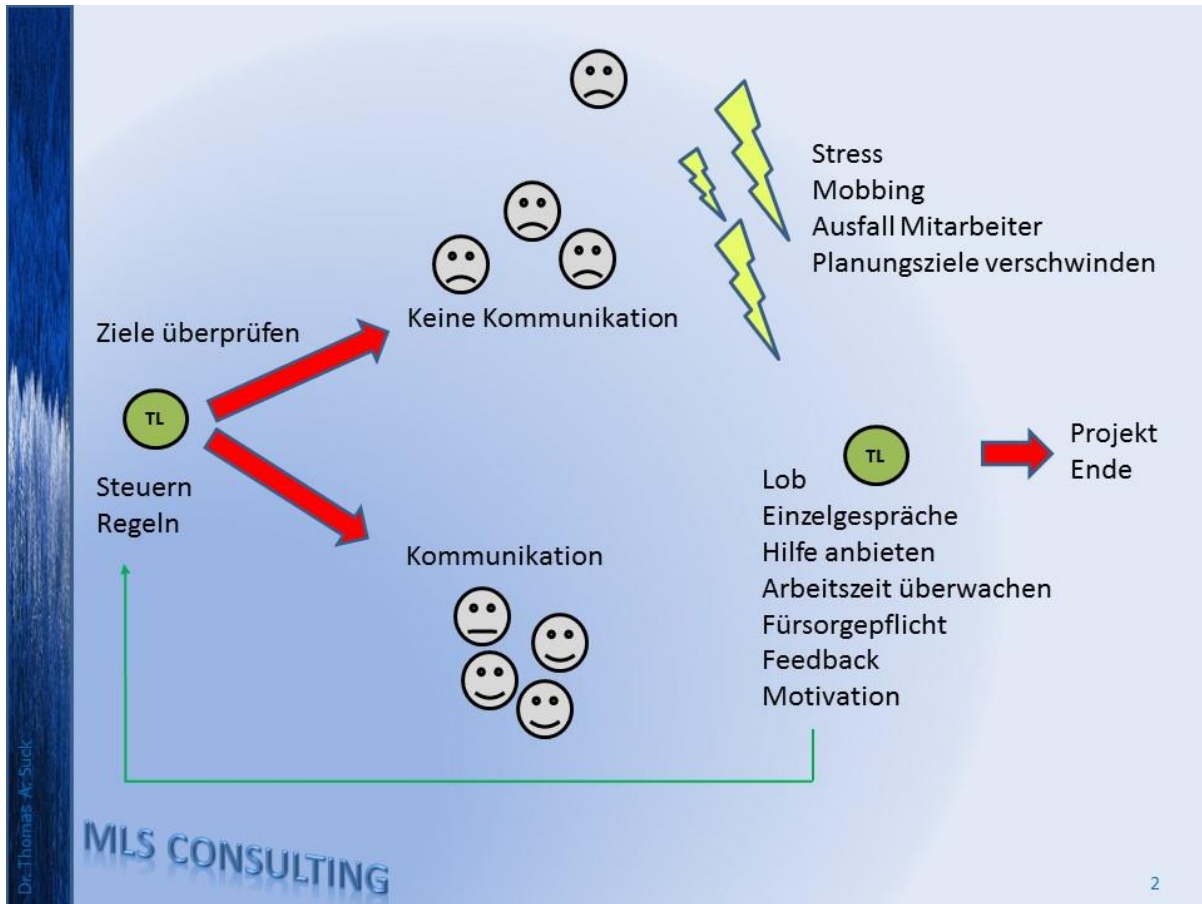 Stress
Mobbing
Ausfall Mitarbeiter
Planungsziele verschwinden
Keine Kommunikation
Ziele überprüfen
TL
Steuern
Regeln
Kommunikation
TL
Projekt
Ende
Lob
Einzelgespräche
Hilfe anbieten
Arbeitszeit überwachen
Fürsorgepflicht
Feedback
Motivation
Dr. Thomas A. Suck
MLS CONSULTING
2